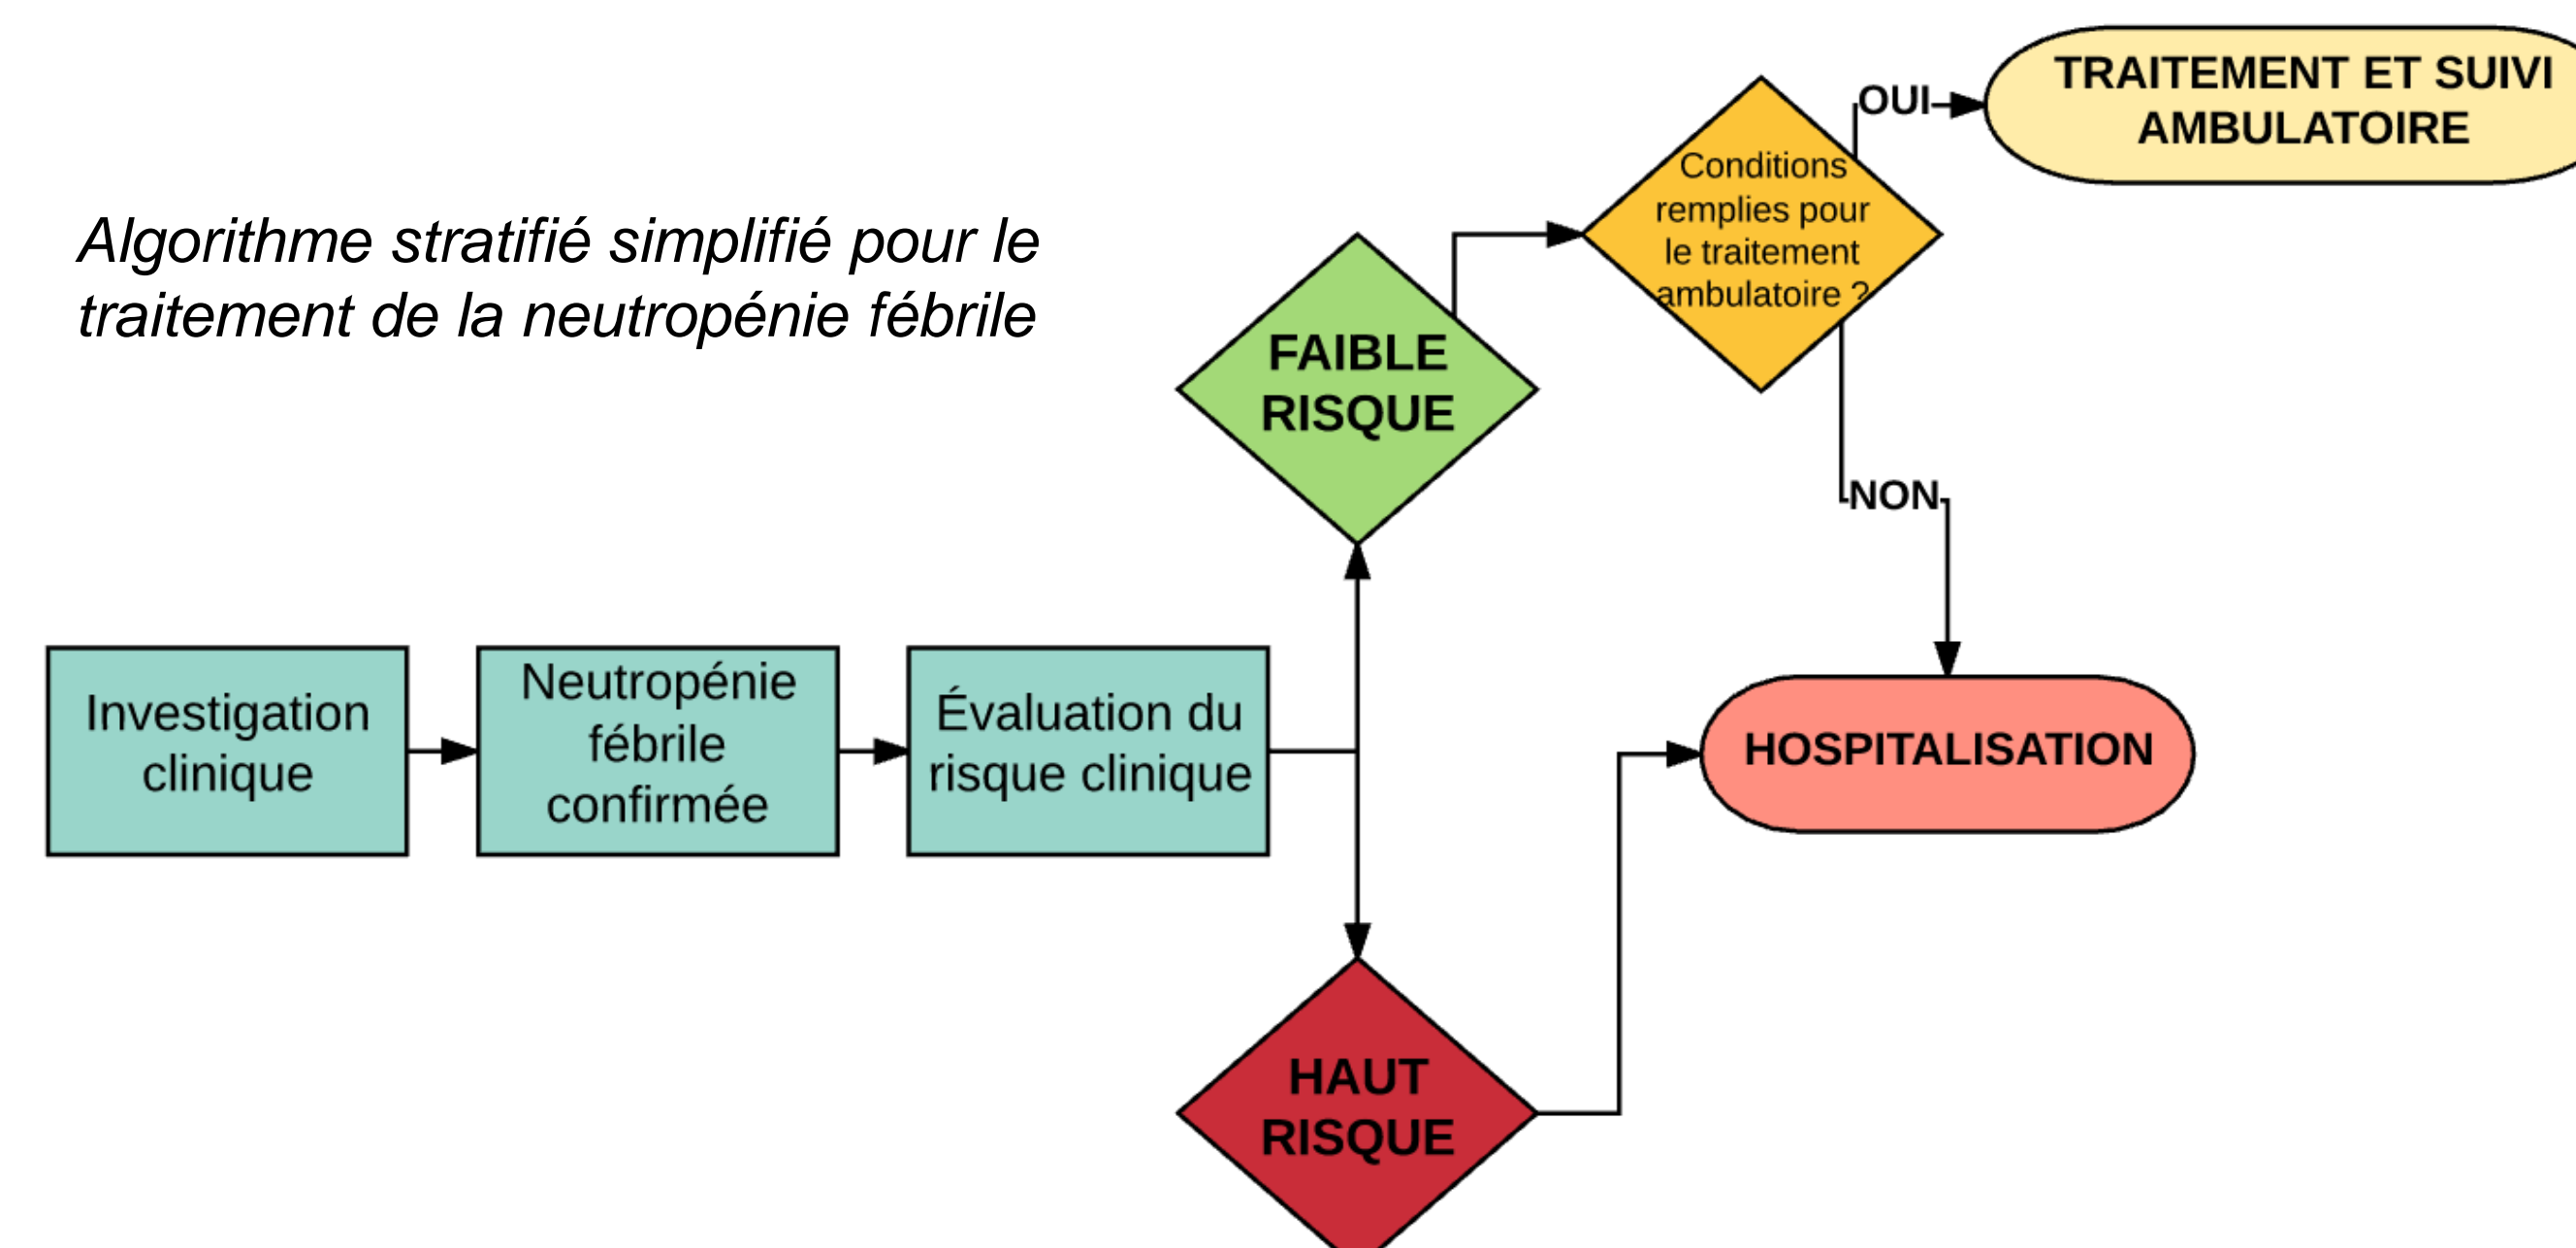 Algorithme stratifié simplifié pour le
traitement de la neutropénie fébrile
Investigation
clinique
Neutropénie
fébrile
confirmée
Évaluation du
risque clinique
FAIBLE
RISQUE
Conditions
remplies pour
le traitement
ambulatoire ?
OUI
TRAITEMENT ET SUIVI
AMBULATOIRE
NON
HOSPITALISATION
HAUT
RISQUE